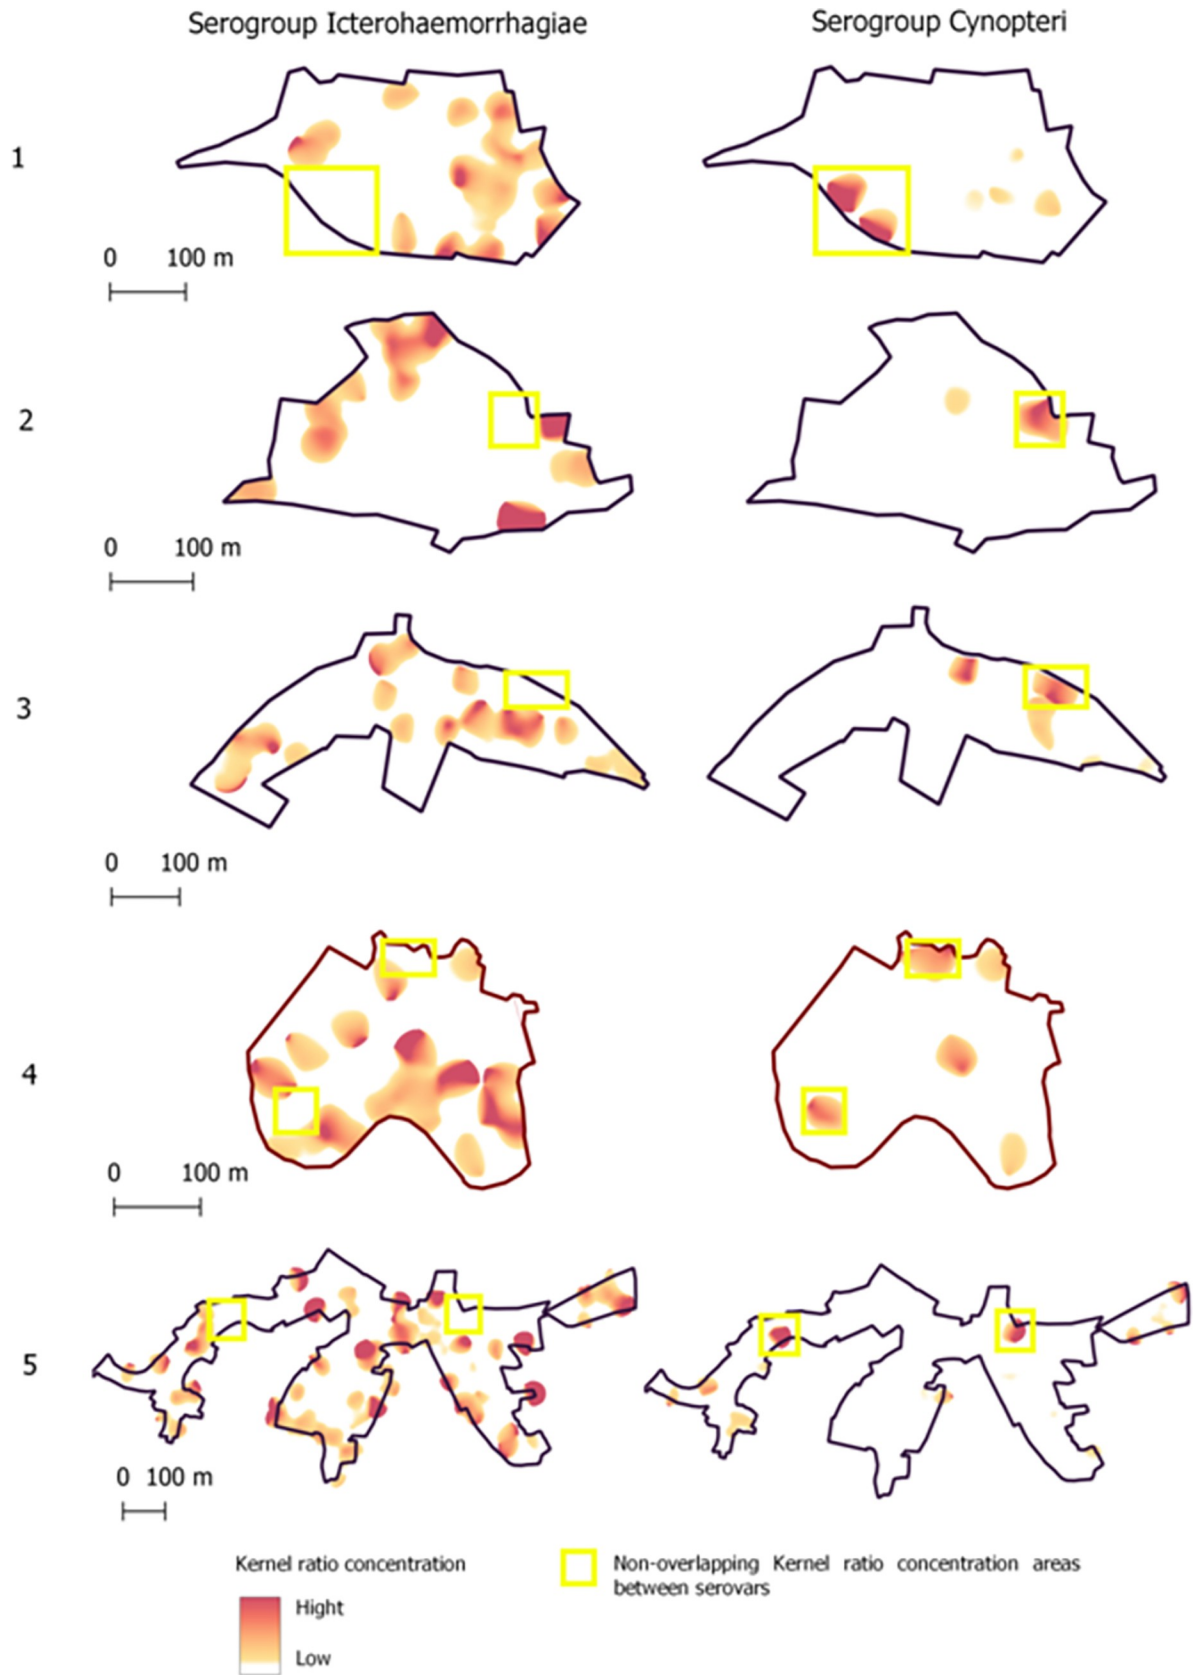 Serogroup Icterohaemorrhagiae Serogroup Cynopteri
1
0 100 m
2
0 100 m
3
0 100 m
4
0 100 m
5
0 100 m
Kernel ratio concentration
Hight
Low
Non-overlapping Kernel ratio concentration areas
between serovars